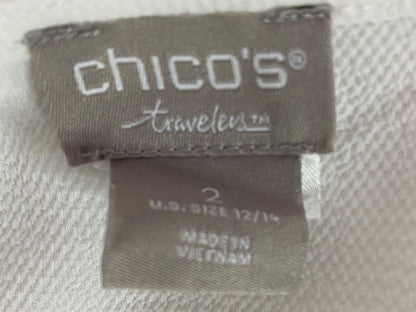 chico's®
travelers™
2
U.S. SIZE 12/14
MADE IN
VIETNAM